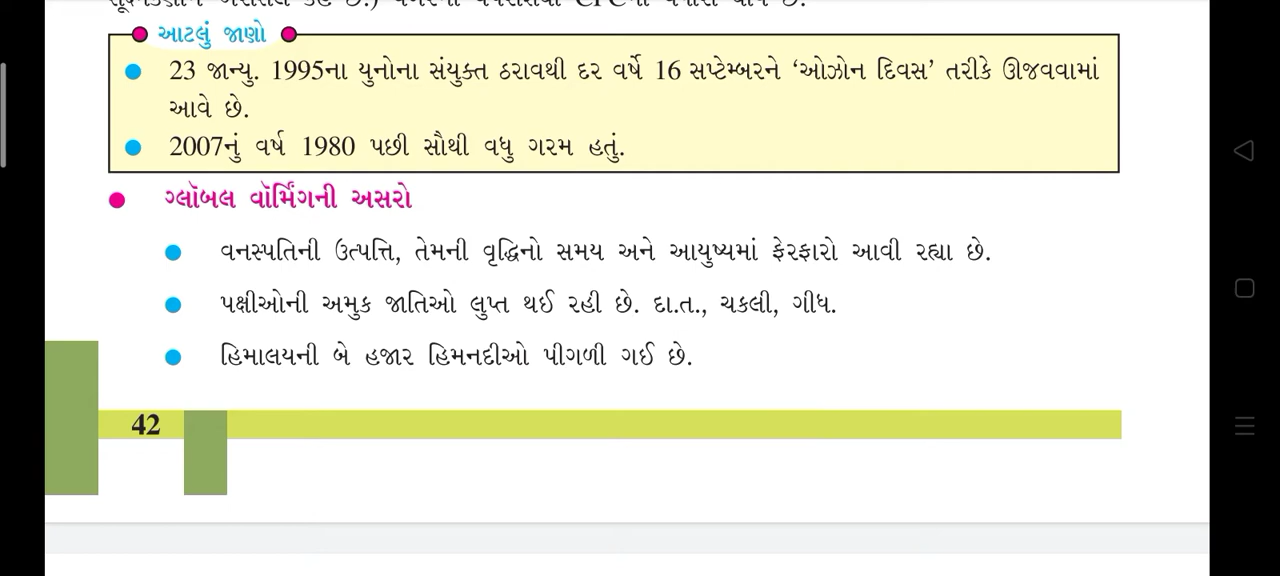 આટલું જાણો
23 જાન્યુ. 1995ના યુનોના સંયુક્ત ઠરાવથી દર વર્ષે 16 સપ્ટેમ્બરને ‘ઓઝોન દિવસ’ તરીકે ઊજવવામાં
આવે છે.
2007નું વર્ષ 1980 પછી સૌથી વધુ ગરમ હતું.
ગ્લૉબલ વૉર્મિંગની અસરો
વનસ્પતિની ઉત્પત્તિ, તેમની વૃદ્ધિનો સમય અને આયુષ્યમાં ફેરફારો આવી રહ્યા છે.
પક્ષીઓની અમુક જાતિઓ લુપ્ત થઈ રહી છે. દા.ત., ચકલી, ગીધ.
હિમાલયની બે હજાર હિમનદીઓ પીગળી ગઈ છે.
42